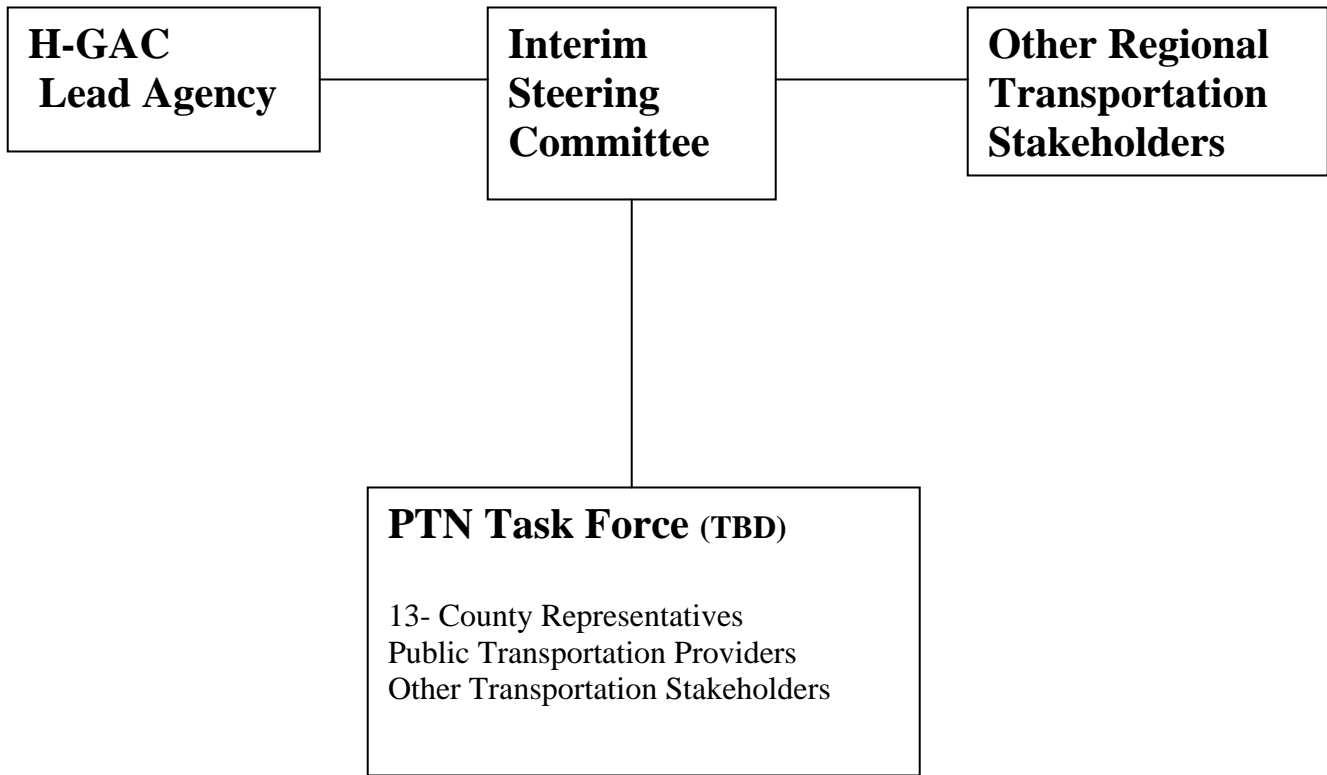 H-GAC
Lead Agency
Interim
Steering
Committee
Other Regional
Transportation
Stakeholders
PTN Task Force (TBD)
13- County Representatives
Public Transportation Providers
Other Transportation Stakeholders